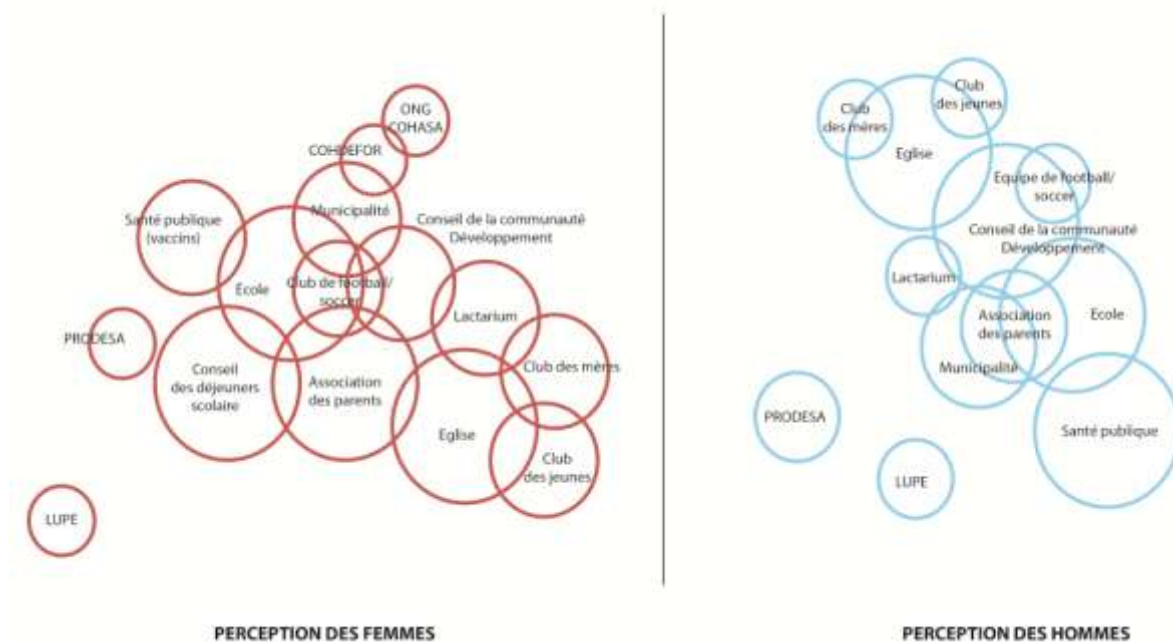 ONG
COHASA
COHDEFOR
Municipalité
Santé publique
(vaccins)
Conseil de la communauté
Développement
École
Club de football/
soccer
Lactarium
PRODESA
Conseil
des déjeuners
scolaire
Association
des parents
Club des mères
Eglise
Club
des jeunes
LUPE
PERCEPTION DES FEMMES
Club
des jeunes
Club
des mères
Eglise
Equipe de football/
soccer
Conseil de la communauté
Développement
Lactarium
Association
des parents
Ecole
Municipalité
PRODESA
Santé publique
LUPE
PERCEPTION DES HOMMES